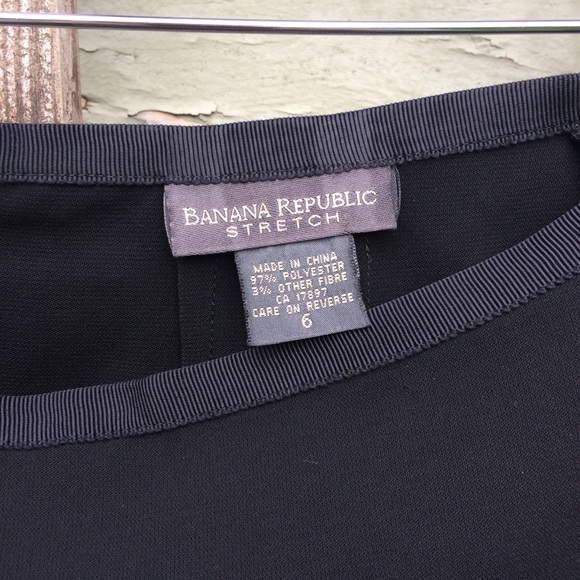 BANANA REPUBLIC
STRETCH
MADE IN CHINA
97% POLYESTER
3% OTHER FIBRE
CA 17897
CARE ON REVERSE
6